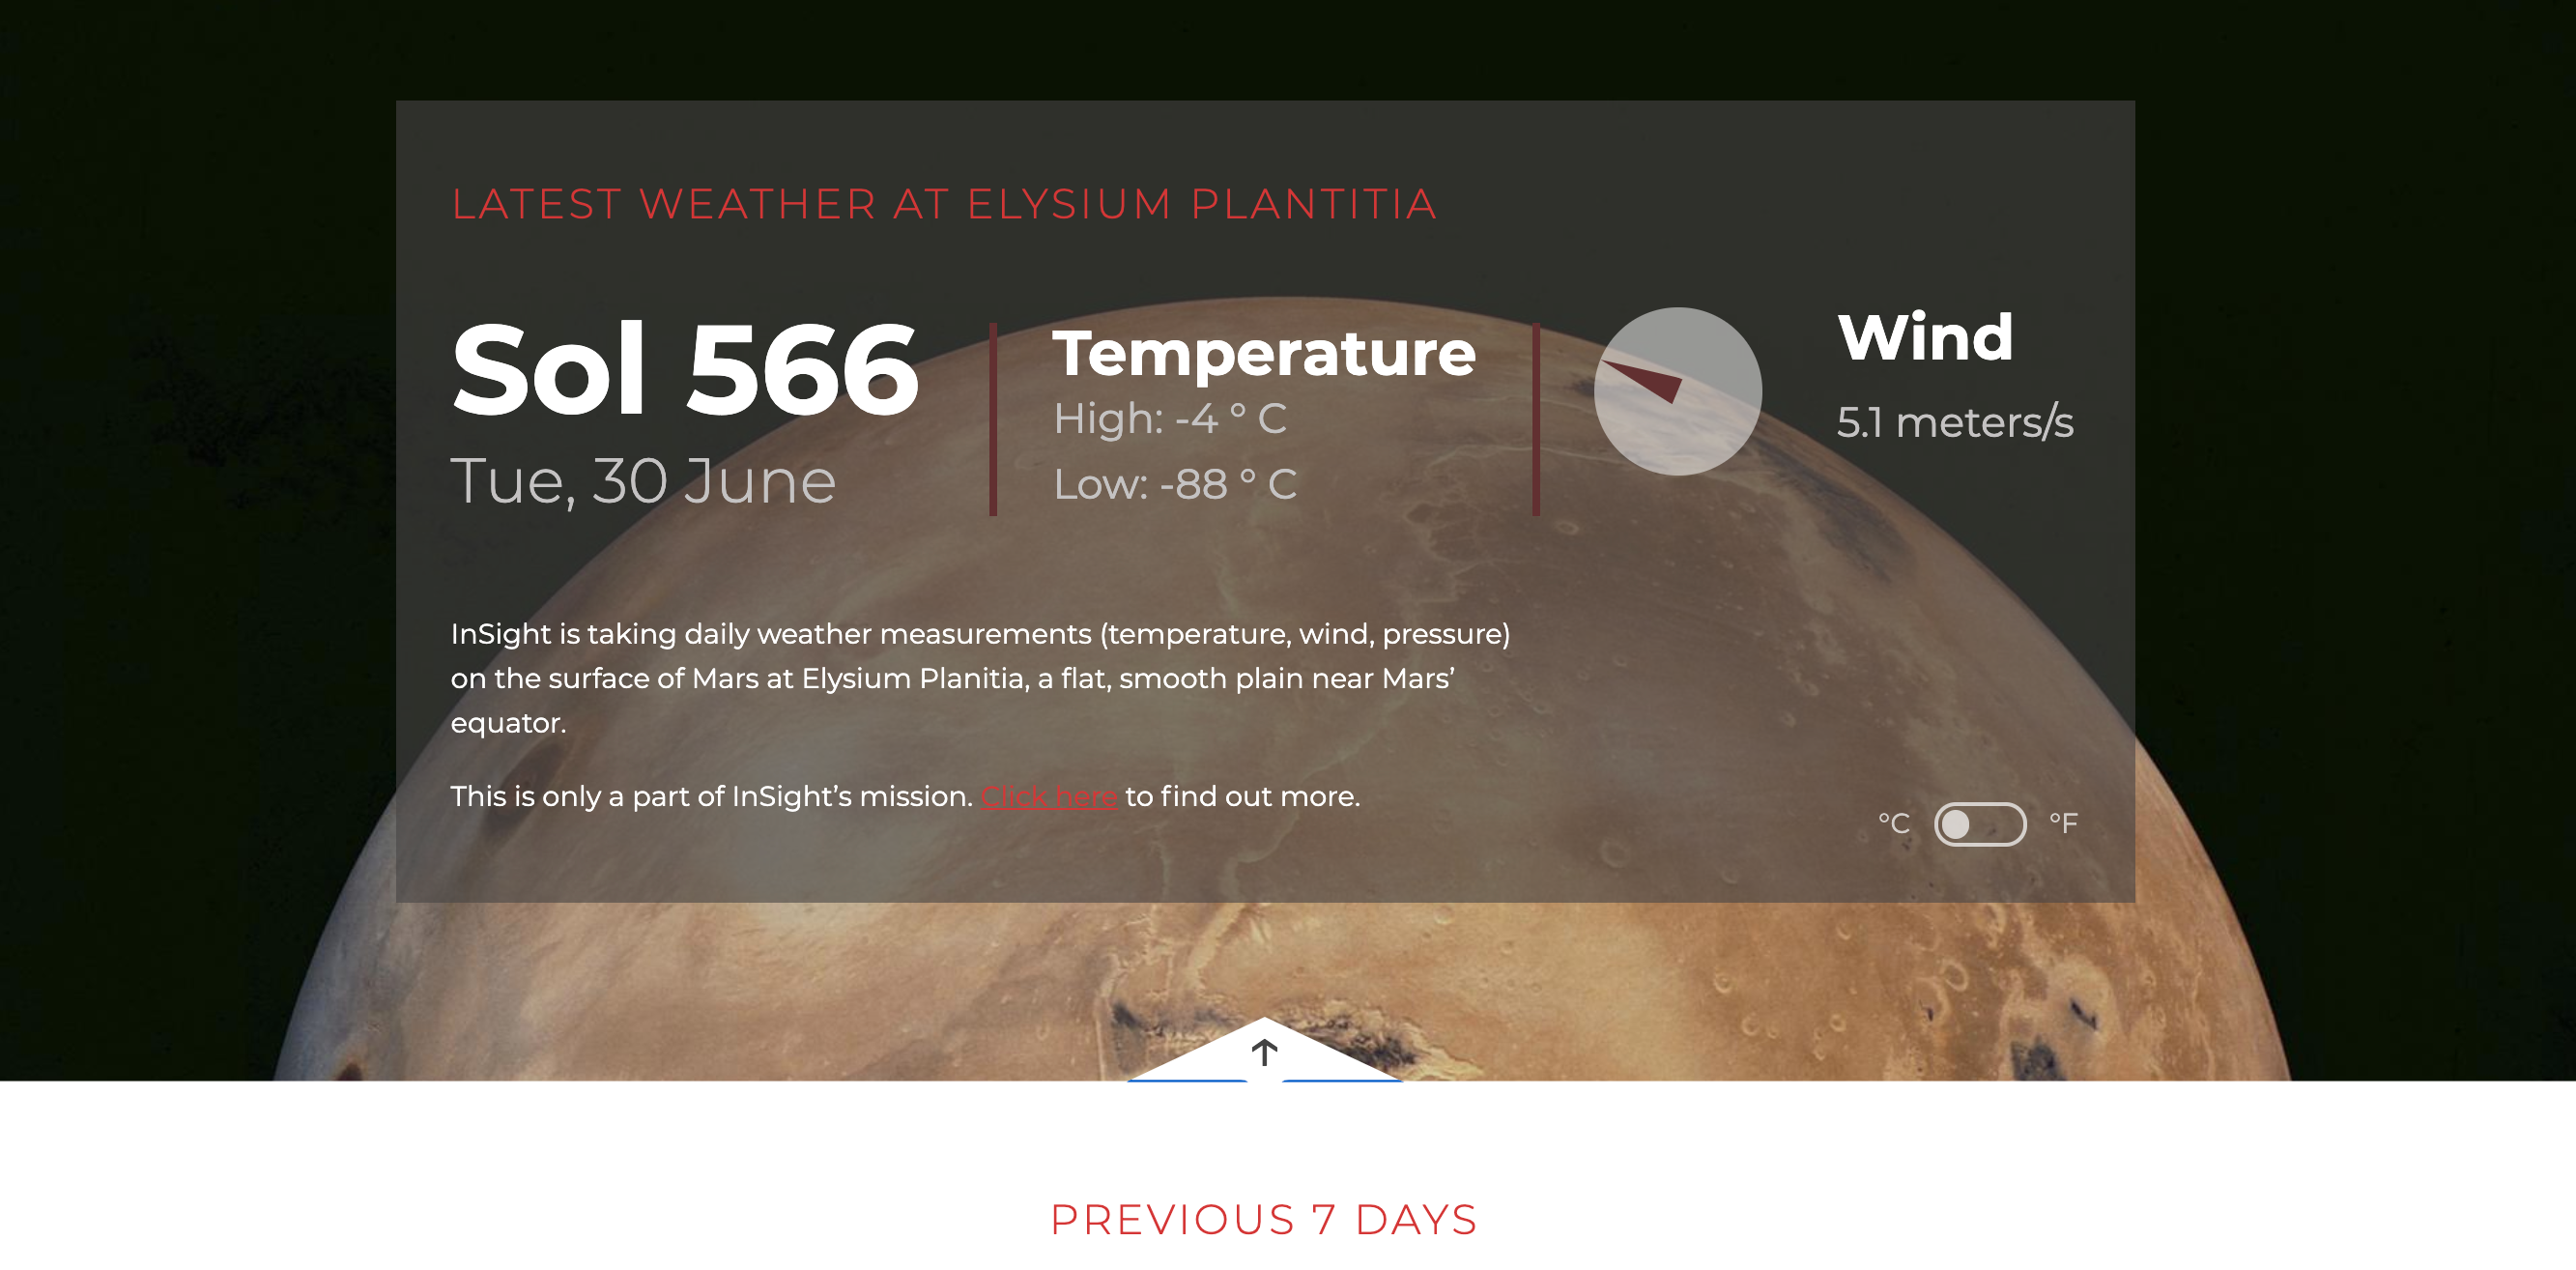 LATEST WEATHER AT ELYSIUM PLANTITIA
Sol 566
Tue, 30 June
Temperature
High: -4 ° C
Low: -88 ° C
Wind
5.1 meters/s
InSight is taking daily weather measurements (temperature, wind, pressure)
on the surface of Mars at Elysium Planitia, a flat, smooth plain near Mars’
equator.
This is only a part of InSight’s mission. Click here to find out more.
°C °F
↑
PREVIOUS 7 DAYS